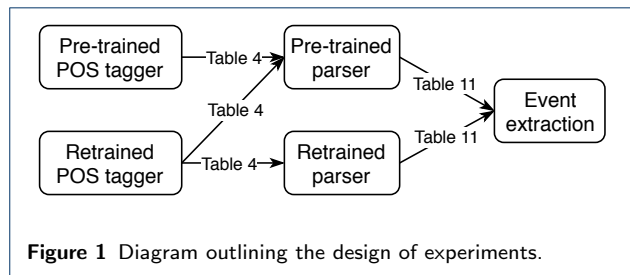 Pre-trained
POS tagger
Table 4
Pre-trained
parser
Table 11
Table 4
Event
extraction
Retrained
POS tagger
Table 4
Retrained
parser
Table 11
Figure 1 Diagram outlining the design of experiments.